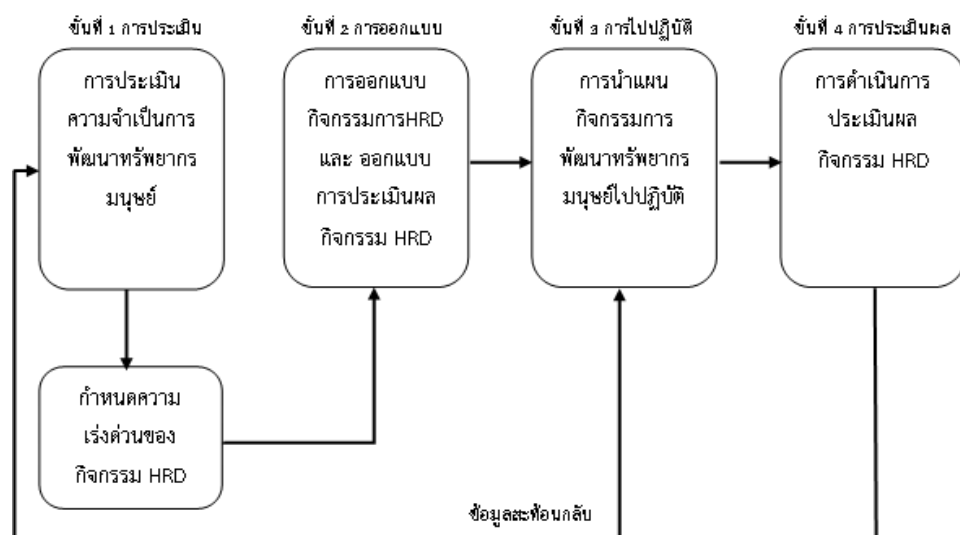 ขั้นที่ 1 การประเมิน
การประเมิน
ความจำเป็นการ
พัฒนาทรัพยากร
มนุษย์
กำหนดความ
เร่งด่วนของ
กิจกรรม HRD
ขั้นที่ 2 การออกแบบ
การออกแบบ
กิจกรรมการHRD
และ ออกแบบ
การประเมินผล
กิจกรรม HRD
ขั้นที่ 3 การไปปฏิบัติ
การนำแผน
กิจกรรมการ
พัฒนาทรัพยากร
มนุษย์ไปปฏิบัติ
ขั้นที่ 4 การประเมินผล
การดำเนินการ
ประเมินผล
กิจกรรม HRD
ข้อมูลสะท้อนกลับ